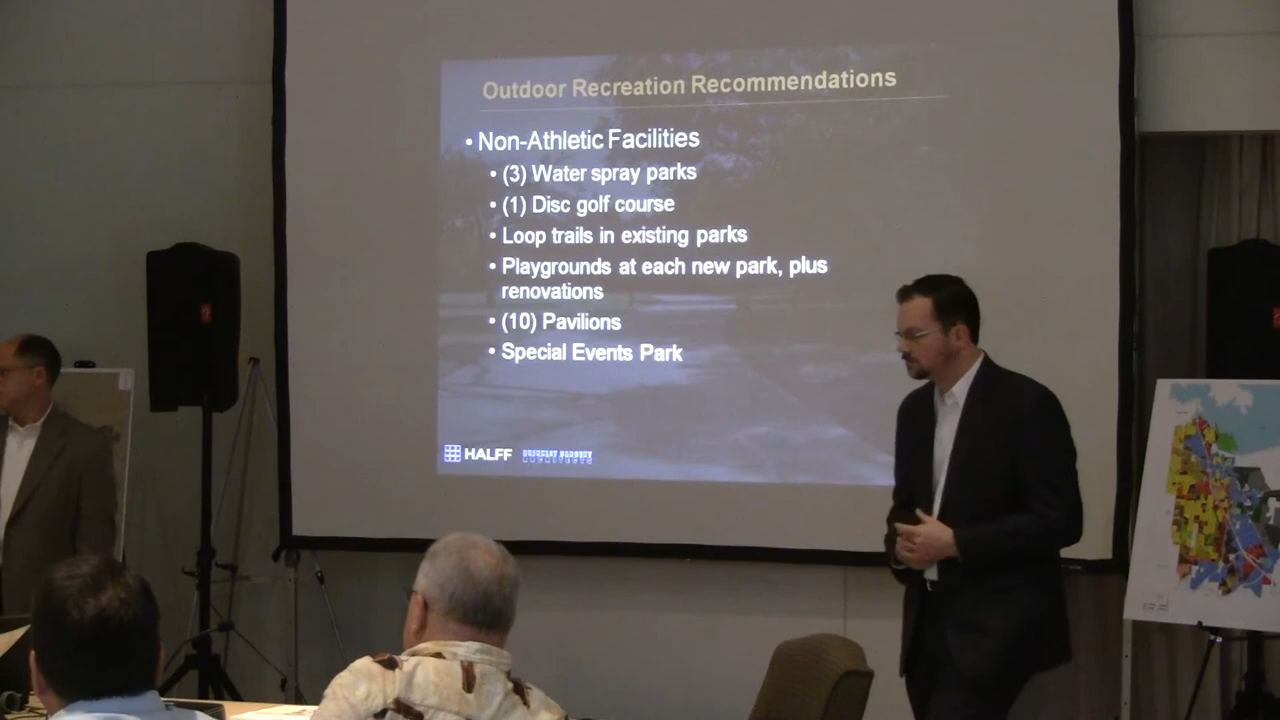 Outdoor Recreation Recommendations
• Non-Athletic Facilities
• (3) Water spray parks
• (1) Disc golf course
• Loop trails in existing parks
• Playgrounds at each new park, plus
renovations
• (10) Pavilions
• Special Events Park
HALFF